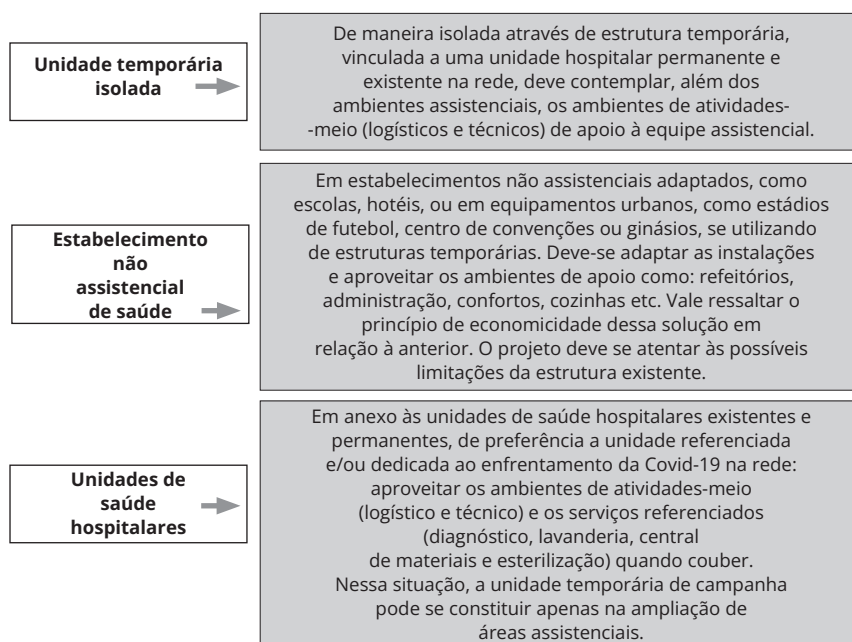 Unidade temporária
isolada
De maneira isolada através de estrutura temporária,
vinculada a uma unidade hospitalar permanente e
existente na rede, deve contemplar, além dos
ambientes assistenciais, os ambientes de atividades-
-meio (logísticos e técnicos) de apoio à equipe assistencial.
Estabelecimento
não
assistencial
de saúde
Em estabelecimentos não assistenciais adaptados, como
escolas, hotéis, ou em equipamentos urbanos, como estádios
de futebol, centro de convenções ou ginásios, se utilizando
de estruturas temporárias. Deve-se adaptar as instalações
e aproveitar os ambientes de apoio como: refeitórios,
administração, confortos, cozinhas etc. Vale ressaltar o
princípio de economicidade dessa solução em
relação à anterior. O projeto deve se atentar às possíveis
limitações da estrutura existente.
Unidades de
saúde
hospitalares
Em anexo às unidades de saúde hospitalares existentes e
permanentes, de preferência a unidade referenciada
e/ou dedicada ao enfrentamento da Covid-19 na rede:
aproveitar os ambientes de atividades-meio
(logístico e técnico) e os serviços referenciados
(diagnóstico, lavanderia, central
de materiais e esterilização) quando couber.
Nessa situação, a unidade temporária de campanha
pode se constituir apenas na ampliação de
áreas assistenciais.